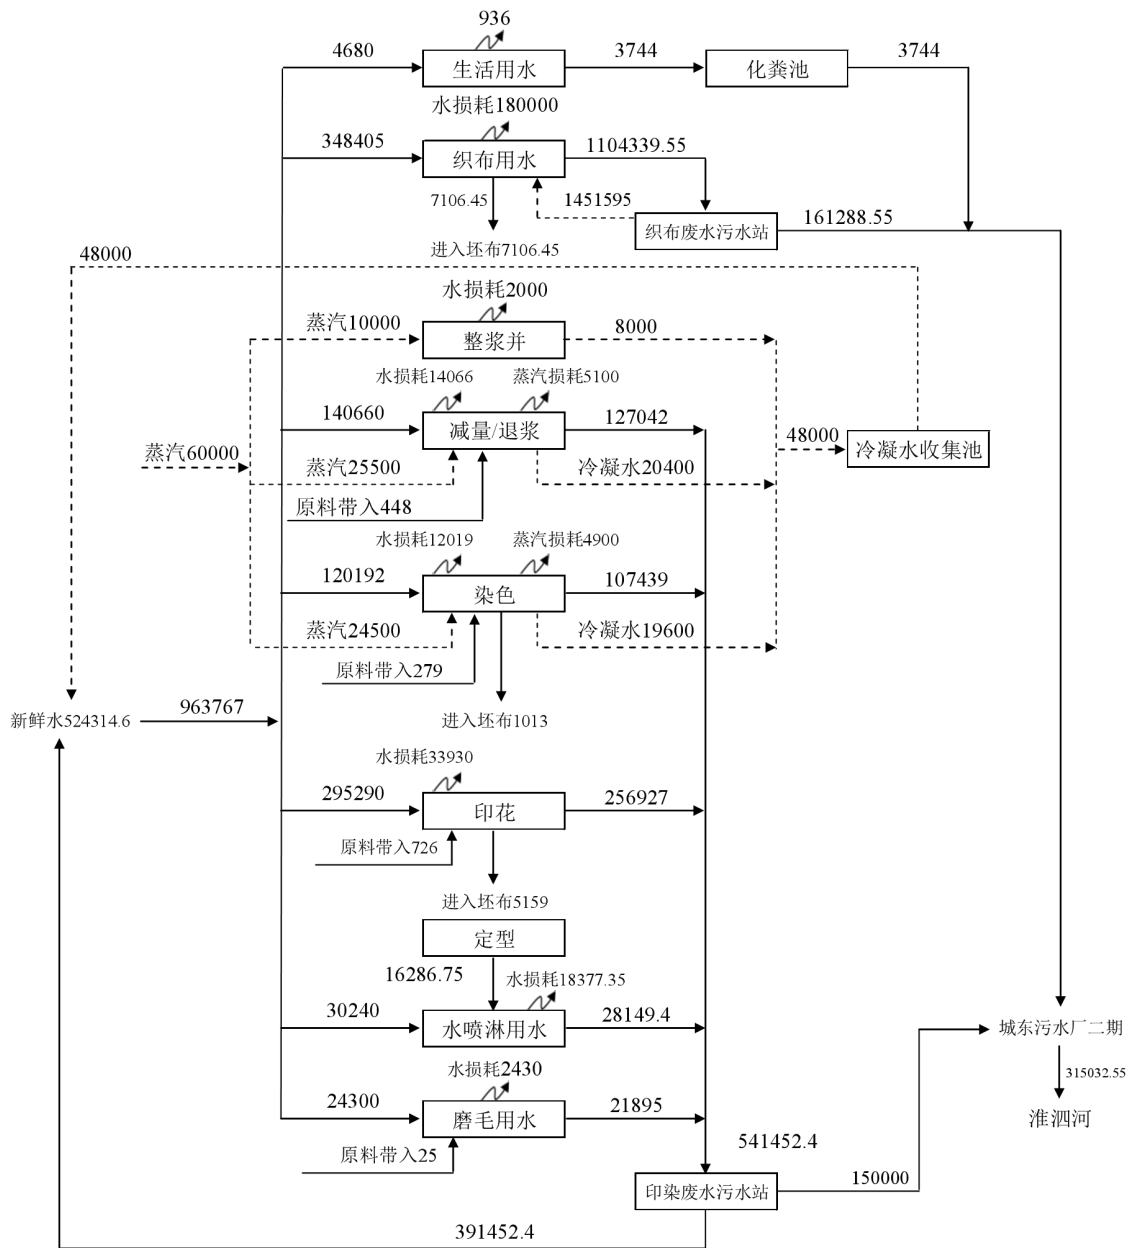 936
4680
生活用水
3744
化粪池
3744
水损耗180000
348405
织布用水
1104339.55
7106.45
1451595
织布废水污水站
161288.55
进入坯布7106.45
48000
水损耗2000
蒸汽10000
整浆并
8000
水损耗14066
蒸汽损耗5100
140660
减量/退浆
127042
48000
冷凝水收集池
蒸汽60000
蒸汽25500
冷凝水20400
原料带入448
水损耗12019
蒸汽损耗4900
120192
染色
107439
蒸汽24500
冷凝水19600
原料带入279
新鲜水524314.6
963767
进入坯布1013
水损耗33930
295290
印花
256927
原料带入726
进入坯布5159
定型
16286.75
水损耗18377.35
30240
水喷淋用水
28149.4
城东污水厂二期
水损耗2430
315032.55
24300
磨毛用水
21895
淮泗河
原料带入25
541452.4
印染废水污水站
150000
391452.4